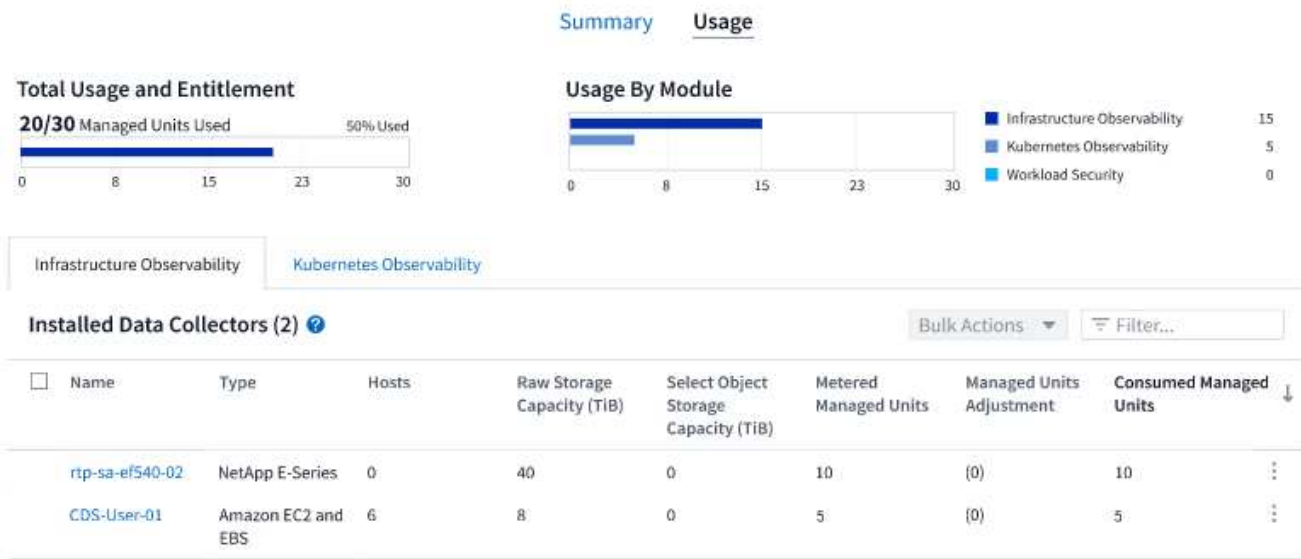 Summary Usage
Total Usage and Entitlement
20/30 Managed Units Used 50% Used
0 8 15 23 30
Usage By Module
0 8 15 23 30
Infrastructure Observability 15
Kubernetes Observability 5
Workload Security 0
Infrastructure Observability Kubernetes Observability
Installed Data Collectors (2) ?
Bulk Actions Filter...
Name Type Hosts Raw Storage Select Object Metered Managed Units Consumed Managed
Capacity (TiB) Storage Managed Units Adjustment Units
Capacity (TiB)
rtp-sa-ef540-02 NetApp E-Series 0 40 0 10 (0) 10
CDS-User-01 Amazon EC2 and 6 8 0 5 (0) 5
EBS